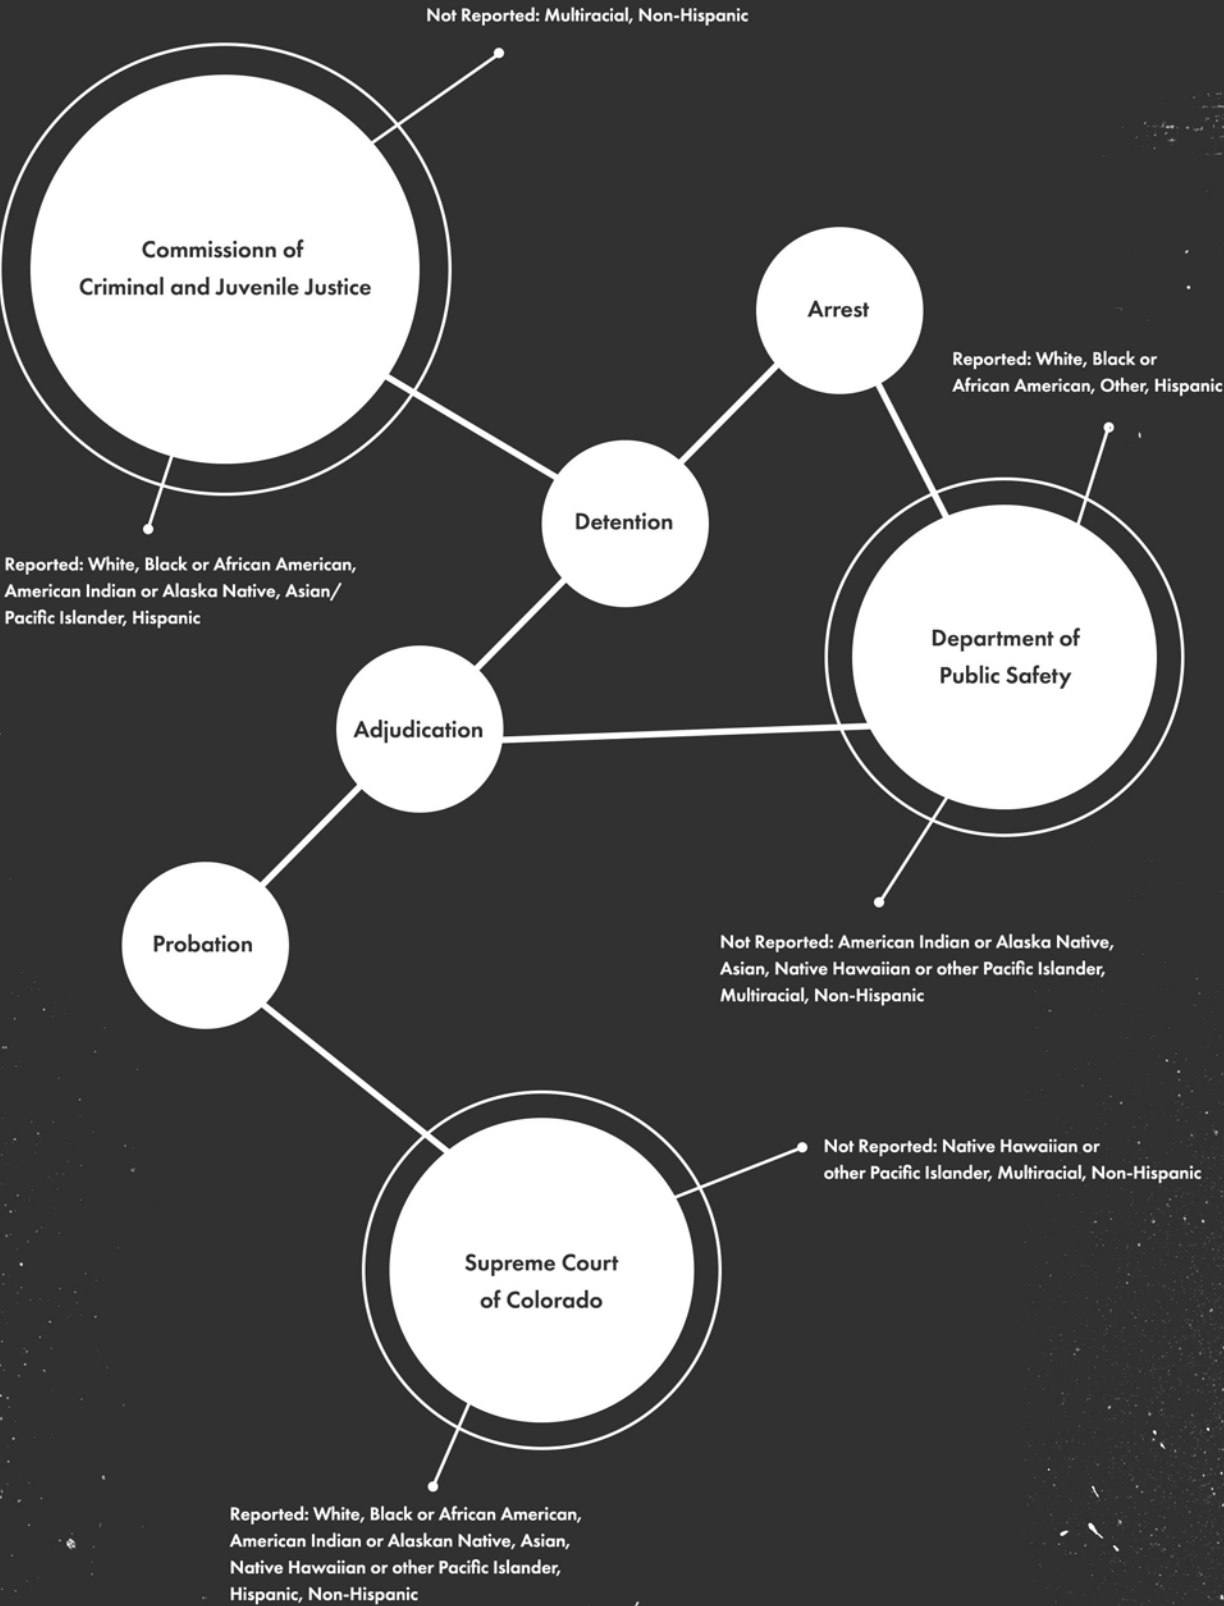 Not Reported: Multiracial, Non-Hispanic
Commissionn of
Criminal and Juvenile Justice
Arrest
Reported: White, Black or
African American, Other, Hispanic
Detention
Reported: White, Black or African American,
American Indian or Alaska Native, Asian/
Pacific Islander, Hispanic
Department of
Public Safety
Adjudication
Probation
Not Reported: American Indian or Alaska Native,
Asian, Native Hawaiian or other Pacific Islander,
Multiracial, Non-Hispanic
Not Reported: Native Hawaiian or
other Pacific Islander, Multiracial, Non-Hispanic
Supreme Court
of Colorado
Reported: White, Black or African American,
American Indian or Alaskan Native, Asian,
Native Hawaiian or other Pacific Islander,
Hispanic, Non-Hispanic